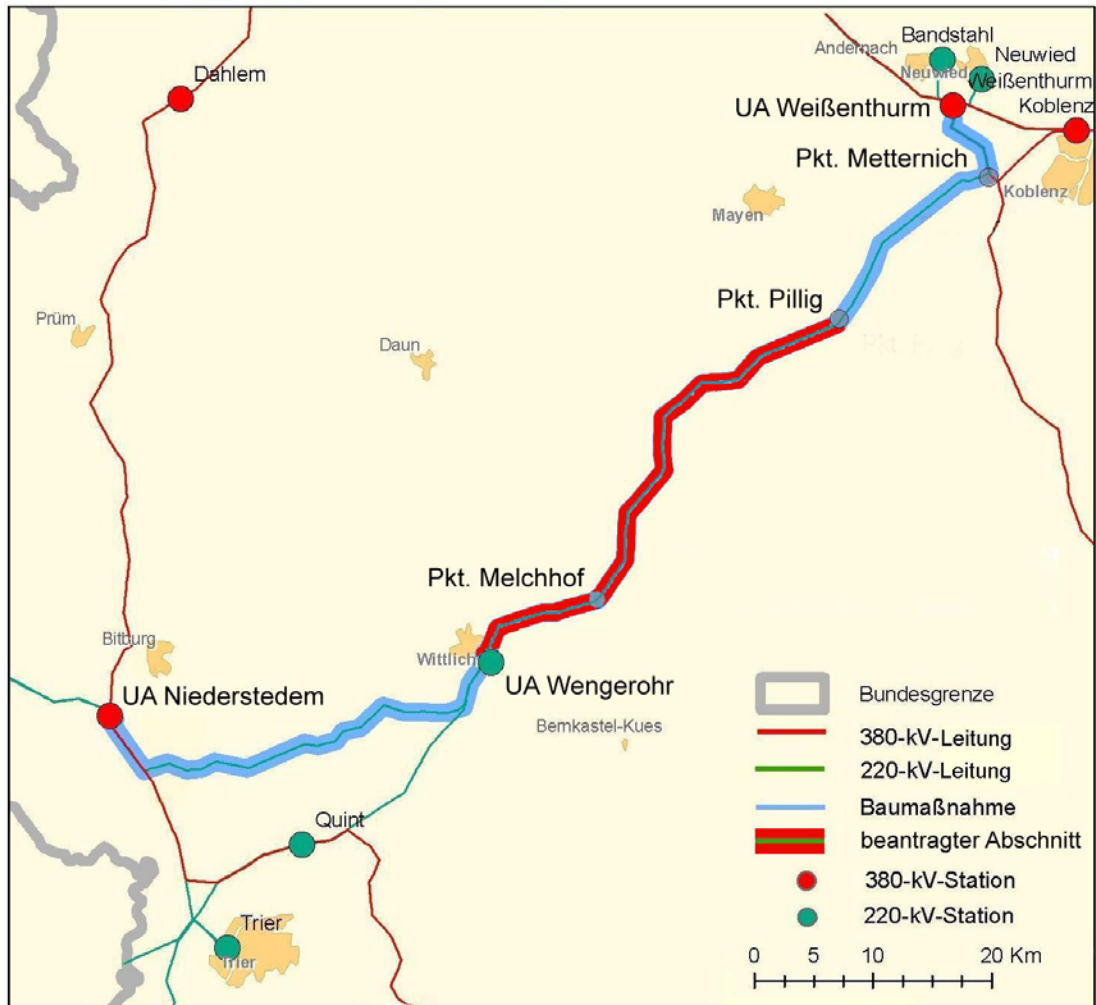 Bandstahl
Andernach
Neuwied
Neuwied
Dahlem
Weißenthurm
UA Weißenthurm
Koblenz
Pkt. Metternich
Koblenz
Mayen
Pkt. Pillig
Prüm
Daun
Pkt. Melchhof
Bitburg
Wittlich
UA Niederstedem
UA Wengerohr
Bernkastel-Kues
Quint
Trier
Trier
Bundesgrenze
380-kV-Leitung
220-kV-Leitung
Baumaßnahme
beantragter Abschnitt
380-kV-Station
220-kV-Station
0 5 10 20 Km